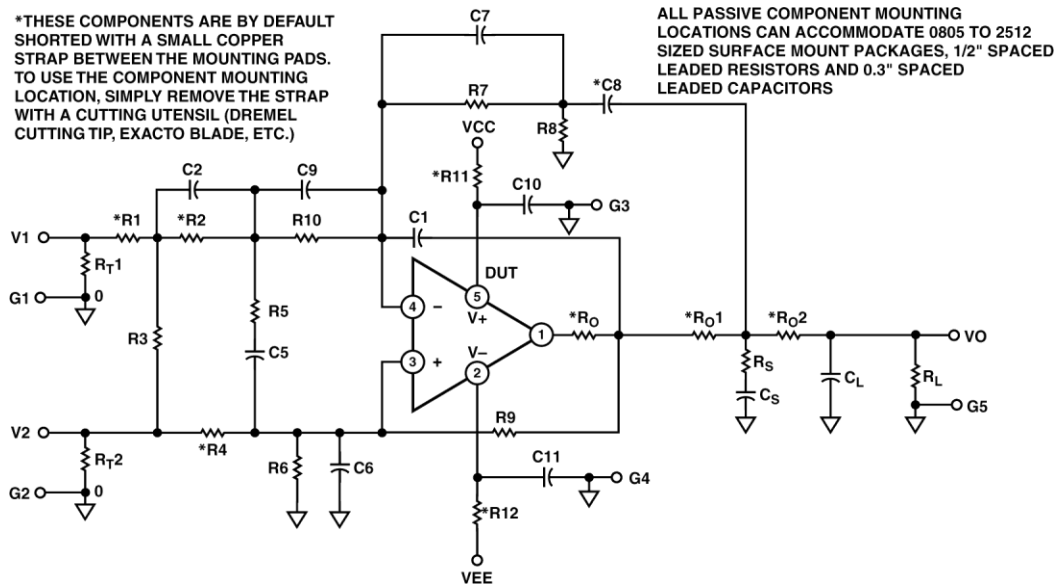 *THESE COMPONENTS ARE BY DEFAULT
SHORTED WITH A SMALL COPPER
STRAP BETWEEN THE MOUNTING PADS.
TO USE THE COMPONENT MOUNTING
LOCATION, SIMPLY REMOVE THE STRAP
WITH A CUTTING UTENSIL (DREMEL
CUTTING TIP, EXACTO BLADE, ETC.)
ALL PASSIVE COMPONENT MOUNTING
LOCATIONS CAN ACCOMMODATE 0805 TO 2512
SIZED SURFACE MOUNT PACKAGES, 1/2" SPACED
LEADED RESISTORS AND 0.3" SPACED
LEADED CAPACITORS
C7
R7
*C8
R8
VCC
*R11
C10
G3
C2
C9
*R1
*R2
R10
C1
V1
RT1
G1
0
R3
R5
C5
DUT
4
−
5
V+
3
+
V−
2
1
*RO
*RO1
*RO2
VO
RS
CS
CL
RL
G5
V2
RT2
G2
0
*R4
R6
C6
R9
C11
G4
*R12
VEE